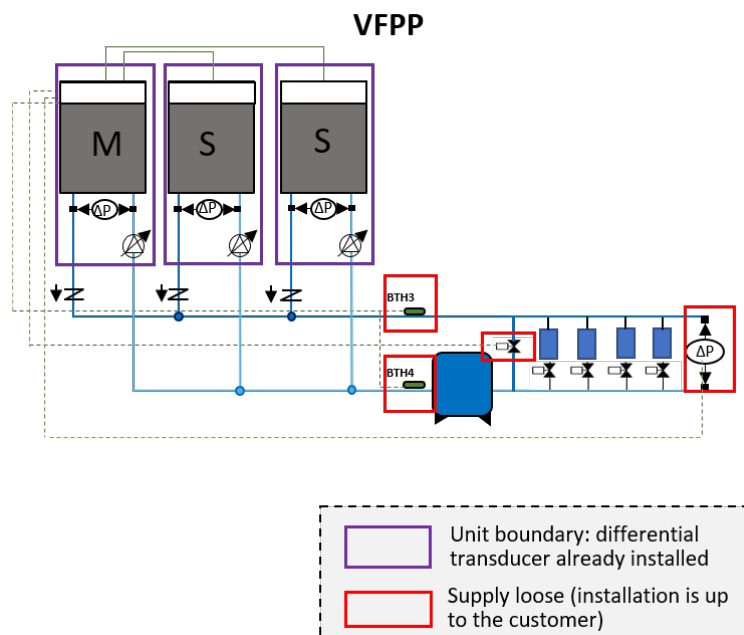 VFPP
M
S
S
ΔP
ΔP
ΔP
BTH3
ΔP
BTH4
Unit boundary: differential
transducer already installed
Supply loose (installation is up
to the customer)